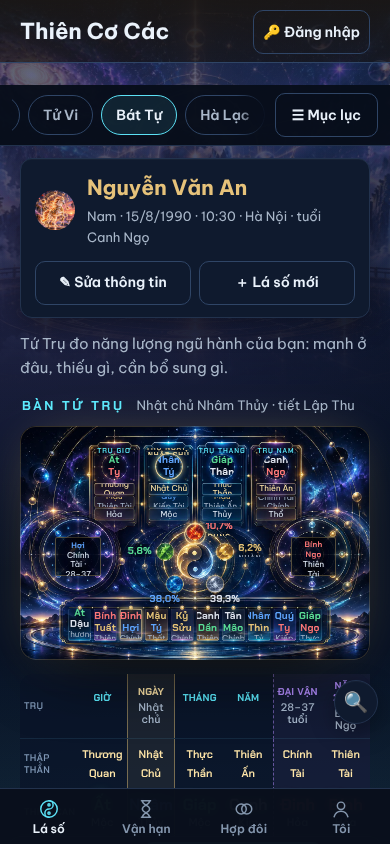 Thiên Cơ Các
🔑 Đăng nhập
Tử Vi
Bát Tự
Hà Lạc
☰ Mục lục
Nguyễn Văn An
Nam · 15/8/1990 · 10:30 · Hà Nội · tuổi
Canh Ngọ
✎ Sửa thông tin
+ Lá số mới
Tứ Trụ đo năng lượng ngũ hành của bạn: mạnh ở
đâu, thiếu gì, cần bổ sung gì.
BÀN TỨ TRỤ Nhật chủ Nhâm Thủy · tiết Lập Thu
TRỤ GIỜ
Ất
Tỵ
Hỏa
Nhật Chủ
Mộc
TRỤ THÁNG
Giáp
Thân
Thủy
TRỤ NĂM
Canh
Ngọ
Thiên Ấn
Thổ
10,7%
5,6%
6,2%
36,0%
39,3%
Hợi
Chính
Tài
28-37
Bính
Ngọ
Thiên
Tài
Ất Dậu
Bính Tuất
Đinh Hợi
Mậu Tý
Kỷ Sửu
Canh Dần
Tân Mão
Nhâm Thìn
Quý Tỵ
Giáp Ngọ
TRỤ
GIỜ
NGÀY
Nhật
chủ
THÁNG
NĂM
ĐẠI VẬN
28–37
tuổi
Ngọ
THẬP
THẦN
Thương
Quan
Nhật
Chủ
Thực
Thần
Thiên
Ấn
Chính
Tài
Thiên
Tài
Lá số
Vận hạn
Hợp đôi
Tôi